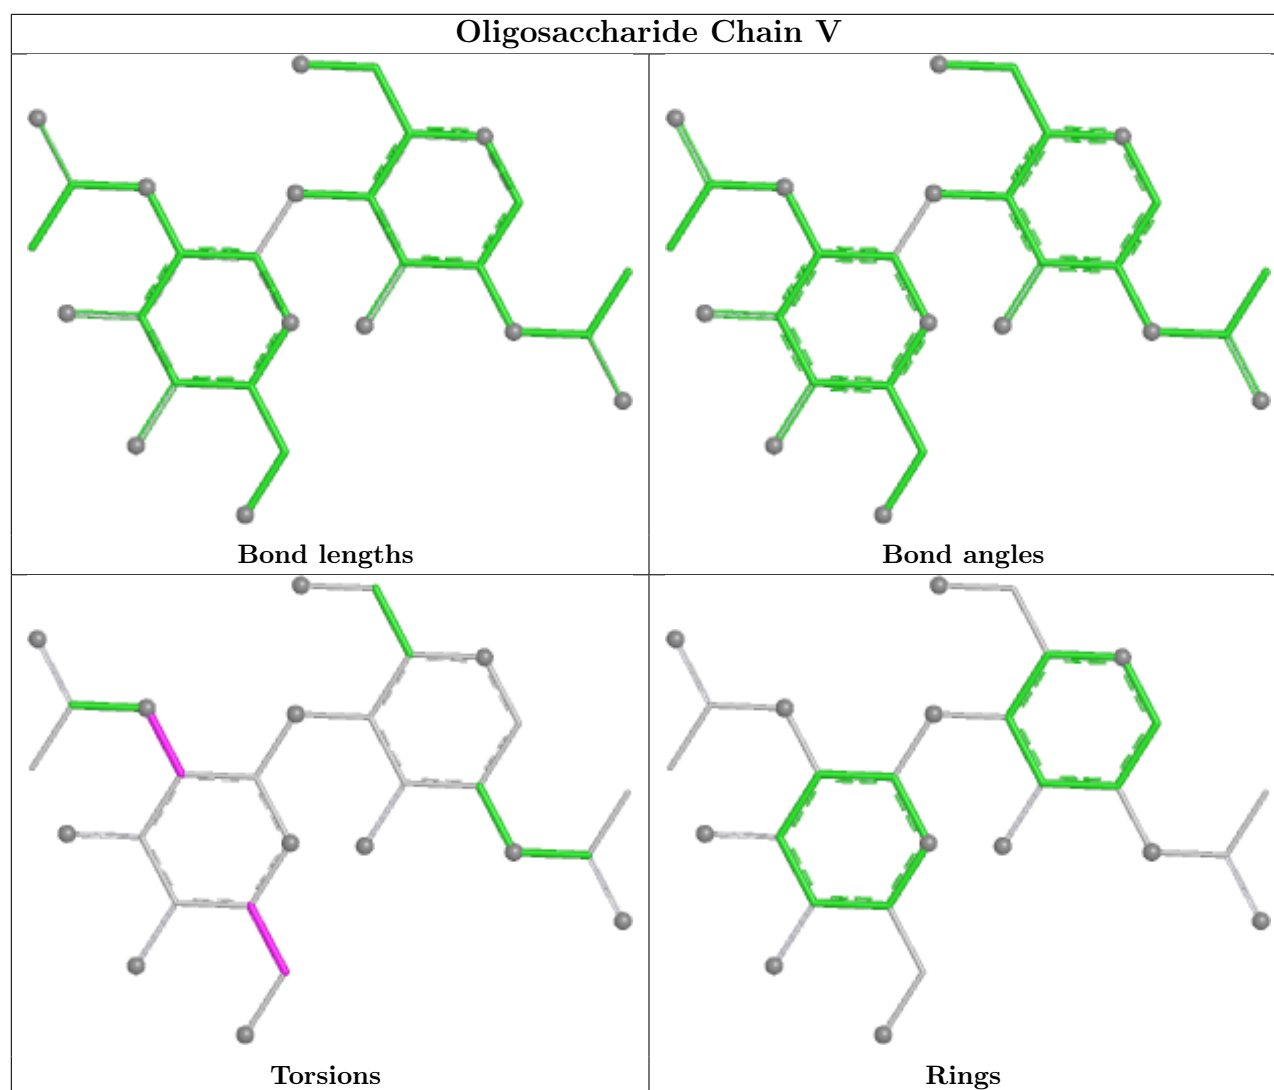 Oligosaccharide Chain V
Bond lengths
Bond angles
Torsions
Rings